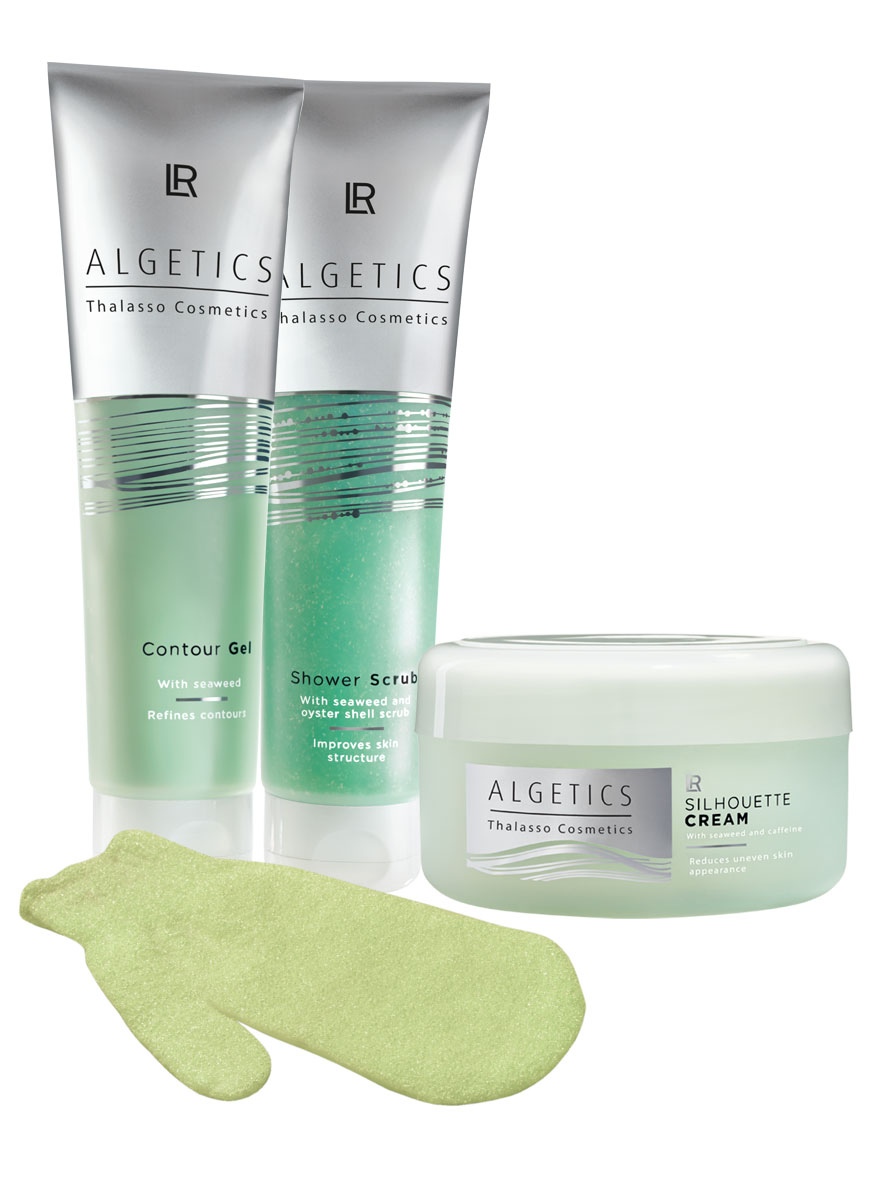 LR
ALGETICS
Thalasso Cosmetics
Contour Gel
With seaweed
Refines contours
LR
ALGETICS
halasso Cosmetics
Shower Scrub
With seaweed and
oyster shell scrub
Improves skin
structure
ALGETICS
Thalasso Cosmetics
LR
SILHOUETTE
CREAM
With seaweed and caffeine
Reduces uneven skin
appearance